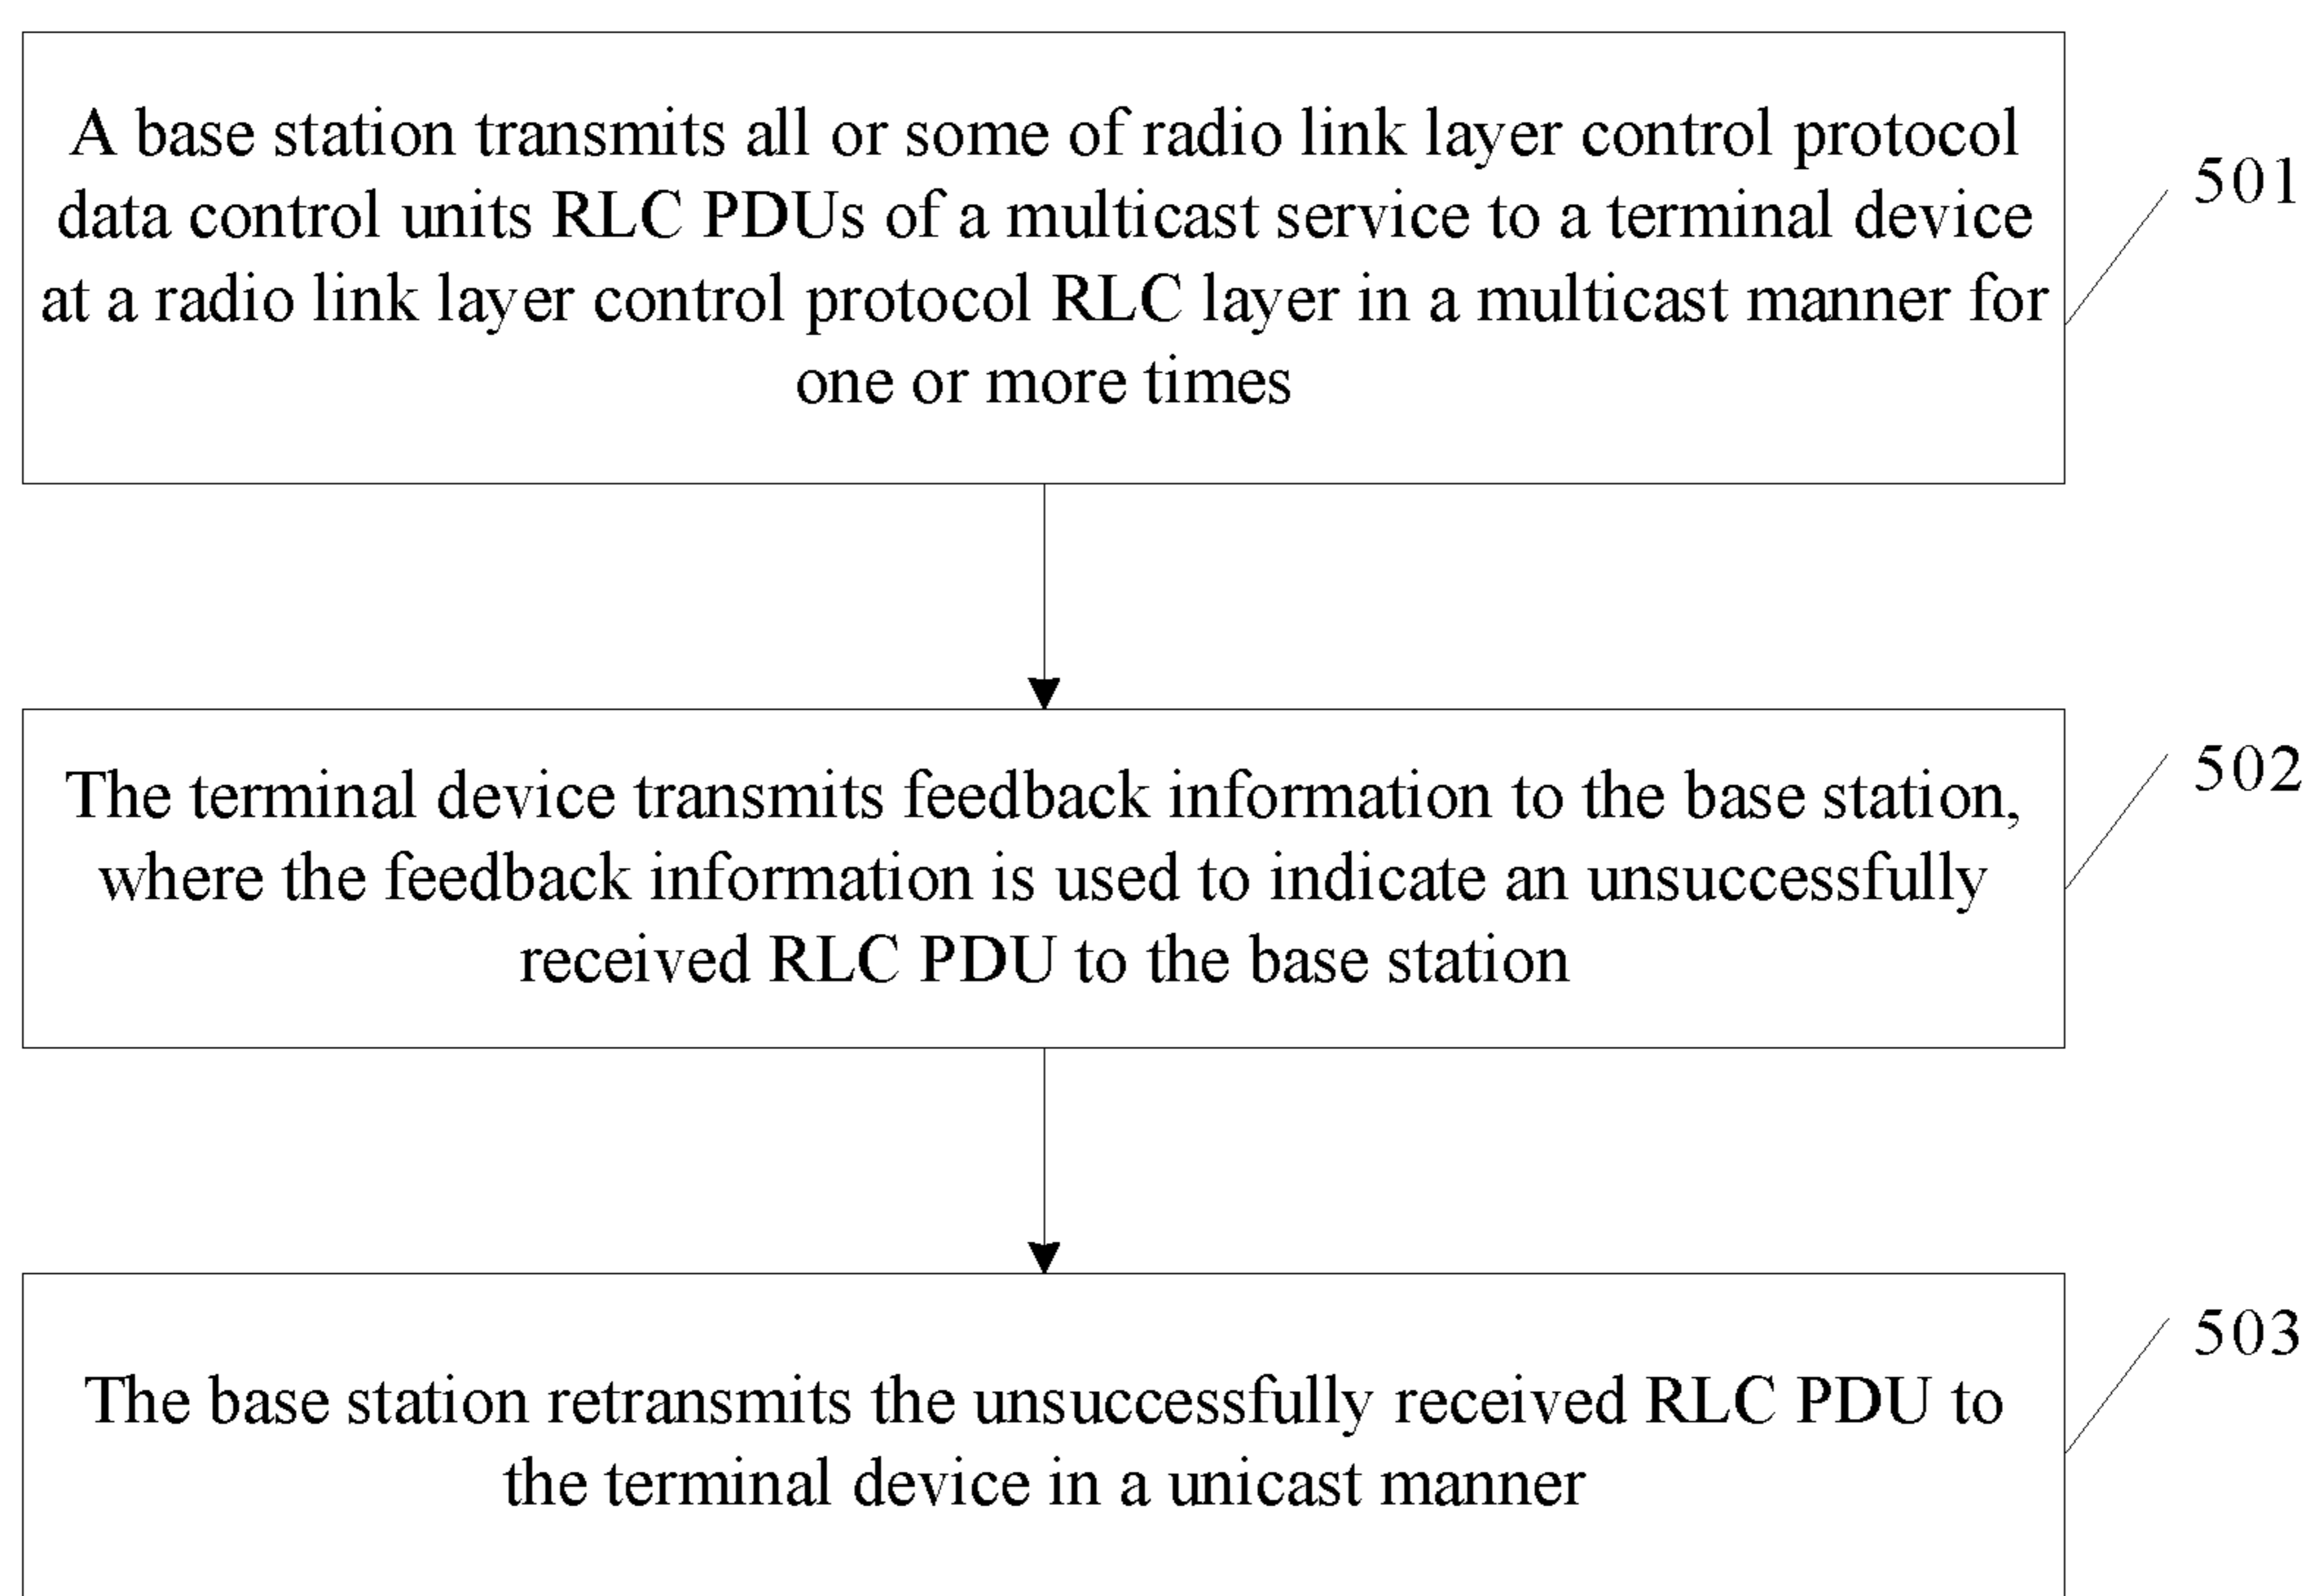 A base station transmits all or some of radio link layer control protocol
data control units RLC PDUs of a multicast service to a terminal device
at a radio link layer control protocol RLC layer in a multicast manner for
one or more times
501
The terminal device transmits feedback information to the base station,
where the feedback information is used to indicate an unsuccessfully
received RLC PDU to the base station
502
The base station retransmits the unsuccessfully received RLC PDU to
the terminal device in a unicast manner
503